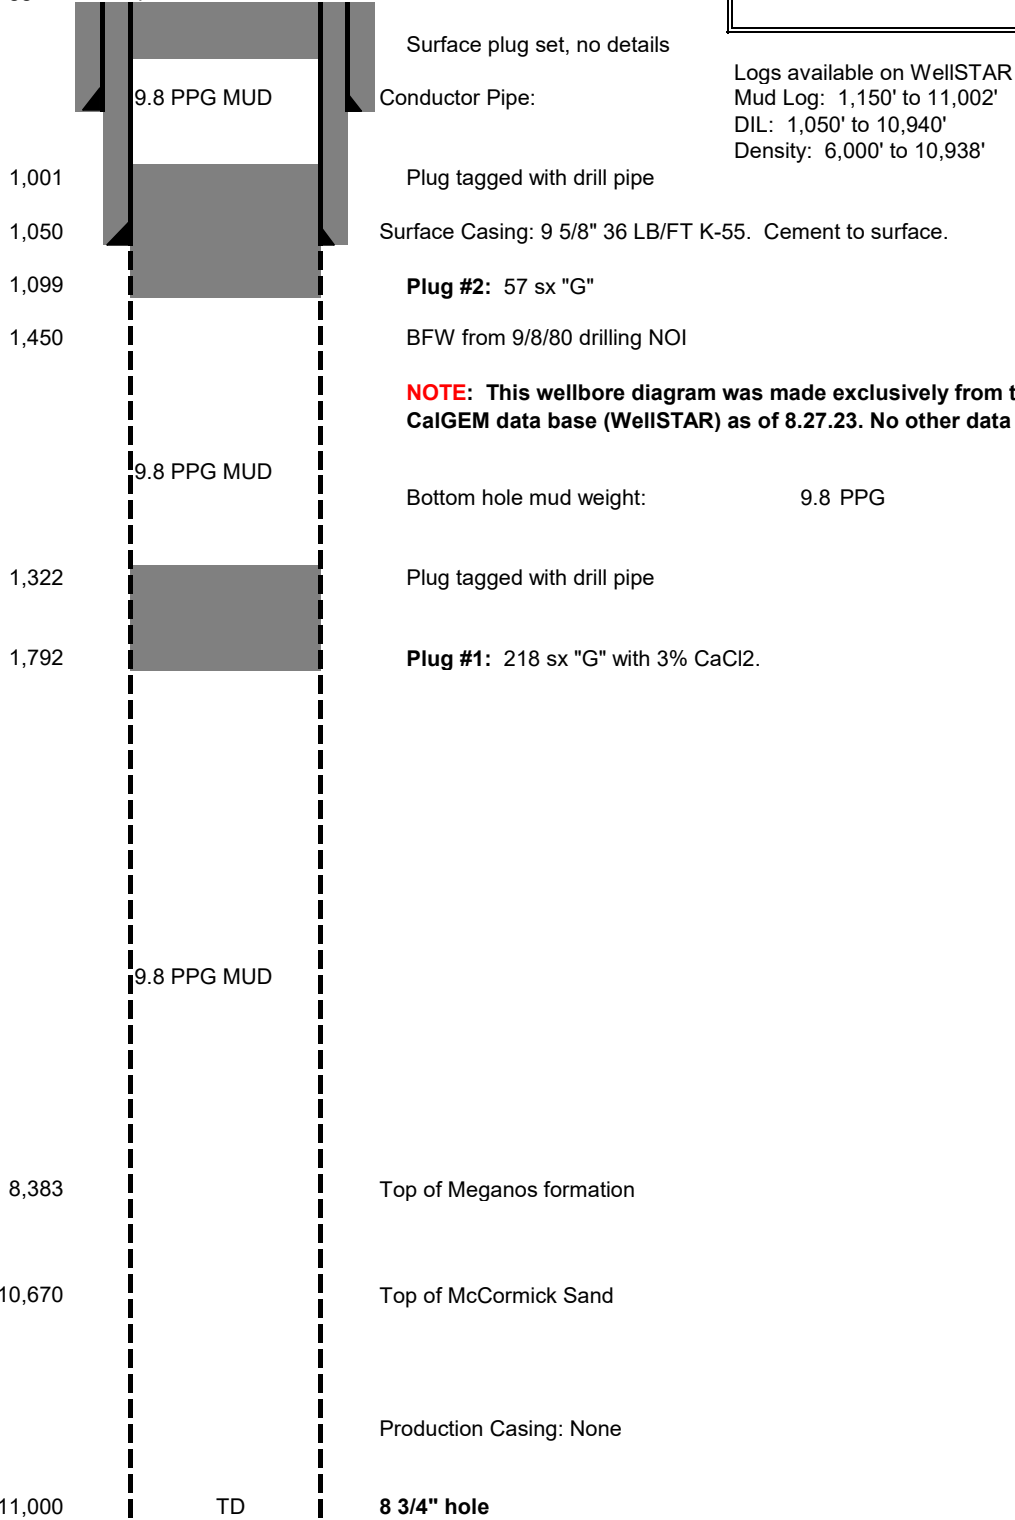 Surface plug set, no details
Logs available on WellSTAR
9.8 PPG MUD Conductor Pipe: Mud Log: 1,150' to 11,002'
DIL: 1,050' to 10,940'
Density: 6,000' to 10,938'
1,001 Plug tagged with drill pipe
1,050 Surface Casing: 9 5/8" 36 LB/FT K-55. Cement to surface.
1,099 Plug #2: 57 sx "G"
1,450 BFW from 9/8/80 drilling NOI
NOTE: This wellbore diagram was made exclusively from
CalGEM data base (WellSTAR) as of 8.27.23. No other data
9.8 PPG MUD
Bottom hole mud weight: 9.8 PPG
1,322 Plug tagged with drill pipe
1,792 Plug #1: 218 sx "G" with 3% CaCl2.
9.8 PPG MUD
8,383 Top of Meganos formation
10,670 Top of McCormick Sand
Production Casing: None
11,000 TD 8 3/4" hole